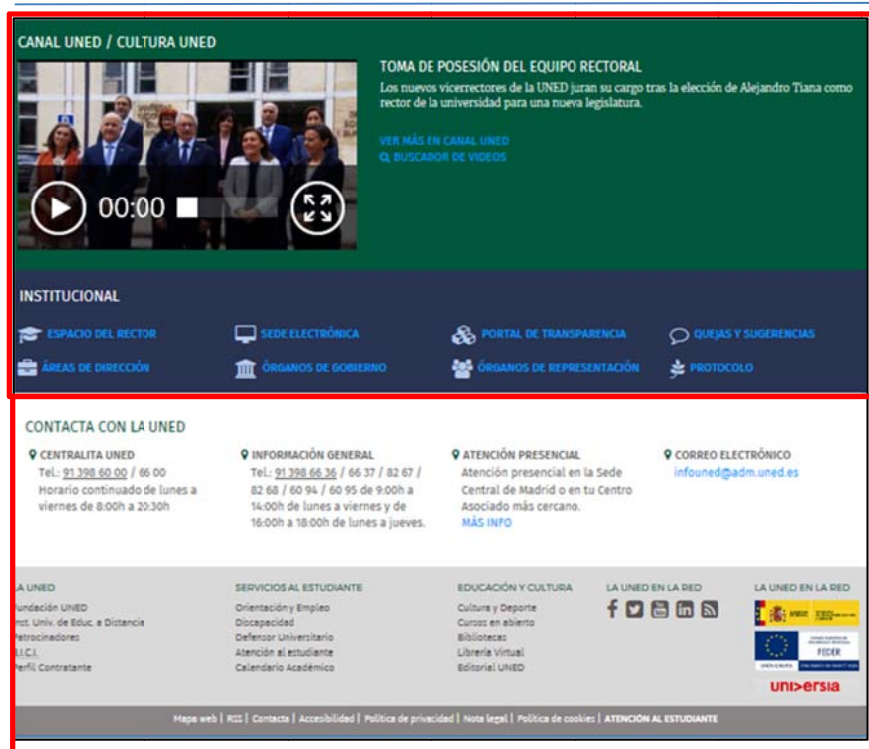 CANAL UNED / CULTURA UNED
TOMA DE POSESIÓN DEL EQUIPO RECTORAL
Los nuevos vicerrectores de la UNED juran su cargo tras la elección de Alejandro Tiana como
rector de la universidad para una nueva legislatura.
VER MÁS EN CANAL UNED
BUSCADOR DE VIDEOS
00:00
INSTITUCIONAL
ESPACIO DEL RECTOR
SEDE ELECTRÓNICA
PORTAL DE TRANSPARENCIA
QUEJAS Y SUGERENCIAS
ÁREAS DE DIRECCIÓN
ÓRGANOS DE GOBIERNO
ÓRGANOS DE REPRESENTACIÓN
PROTOCOLO
CONTACTA CON LA UNED
CENTRALITA UNED
Tel.: 91 398 60 00 / 66 00
Horario continuado de lunes a
viernes de 8:00h a 20:30h
INFORMACIÓN GENERAL
Tel.: 91 398 66 36 / 66 37 / 82 67 /
82 68 / 60 94 / 60 95 de 9:00h a
14:00h de lunes a viernes y de
16:00h a 18:00h de lunes a jueves.
ATENCIÓN PRESENCIAL
Atención presencial en la Sede
Central de Madrid o en tu Centro
Asociado más cercano.
MÁS INFO
CORREO ELECTRÓNICO
infouned@adm.uned.es
LA UNED
Fundación UNED
Inst. Univ. de Educ. a Distancia
Patrocinadores
U.I.C.I.
Perfil Contratante
SERVICIOS AL ESTUDIANTE
Orientación y Empleo
Discapacidad
Defensor Universitario
Atención al estudiante
Calendario Académico
EDUCACIÓN Y CULTURA
Cultura y Deporte
Cursos en abierto
Bibliotecas
Librería Virtual
Editorial UNED
LA UNED EN LA RED
LA UNED EN LA RED
FEDER
UNIÓN EUROPEA
universia
Mapa web | RSS | Contacta | Accesibilidad | Política de privacidad | Nota legal | Política de cookies | ATENCIÓN AL ESTUDIANTE